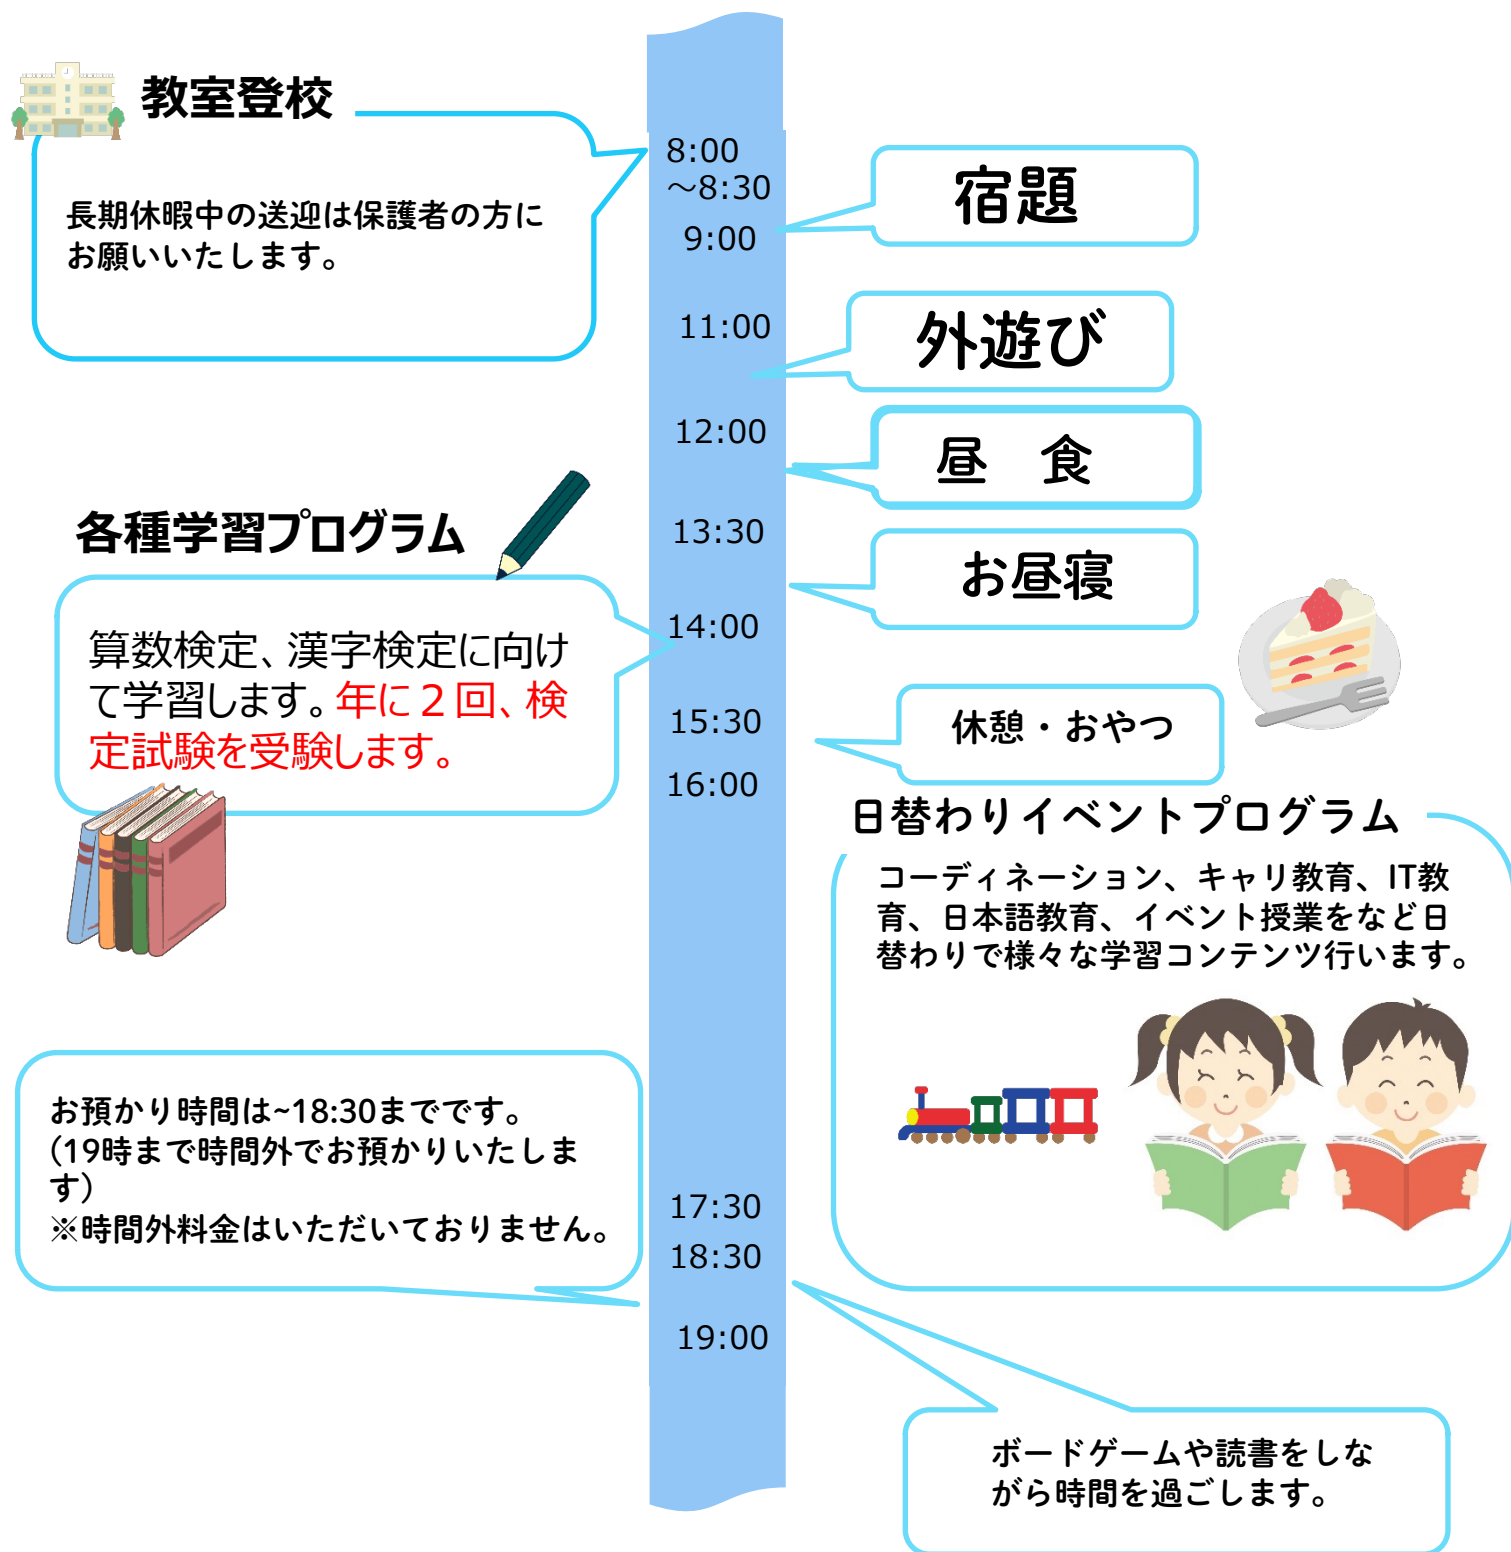 教室登校
長期休暇中の送迎は保護者の方に
お願いいたします。
8:00
～8:30
宿題
9:00
11:00
外遊び
12:00
昼　食
13:30
お昼寝
各種学習プログラム
算数検定、漢字検定に向け
て学習します。年に２回、検
定試験を受験します。
14:00
15:30
休憩・おやつ
16:00
日替わりイベントプログラム
コーディネーション、キャリ教育、IT教
育、日本語教育、イベント授業をなど日
替わりで様々な学習コンテンツ行います。
お預かり時間は~18:30までです。
(19時まで時間外でお預かりいたしま
す)
※時間外料金はいただいておりません。
17:30
18:30
19:00
ボードゲームや読書をしな
がら時間を過ごします。